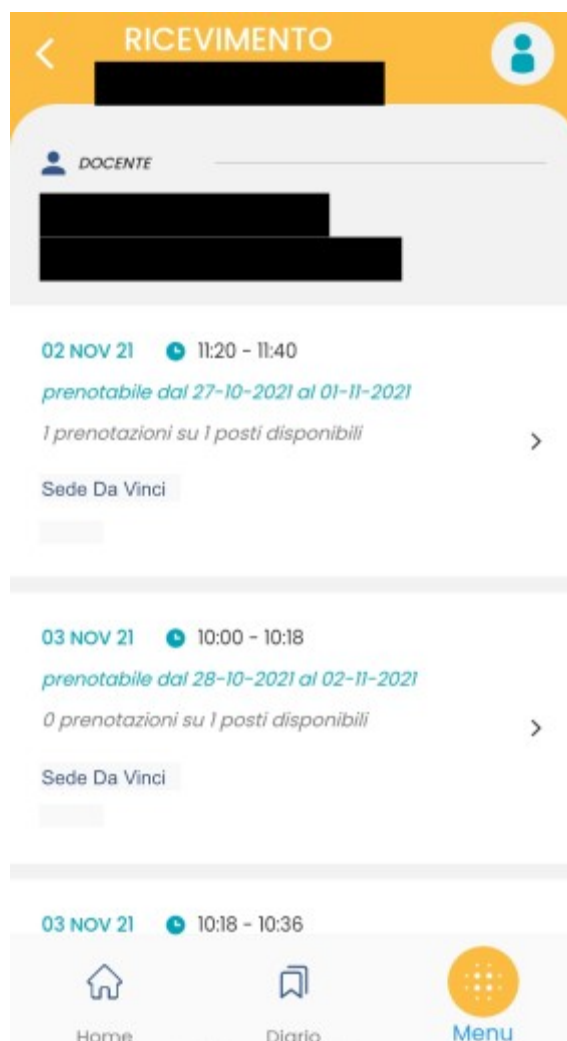 RICEVIMENTO
DOCENTE
02 NOV 21 11:20 - 11:40
prenotabile dal 27-10-2021 al 01-11-2021
1 prenotazioni su 1 posti disponibili
Sede Da Vinci
03 NOV 21 10:00 - 10:18
prenotabile dal 28-10-2021 al 02-11-2021
0 prenotazioni su 1 posti disponibili
Sede Da Vinci
03 NOV 21 10:18 - 10:36
Home Diario Menu